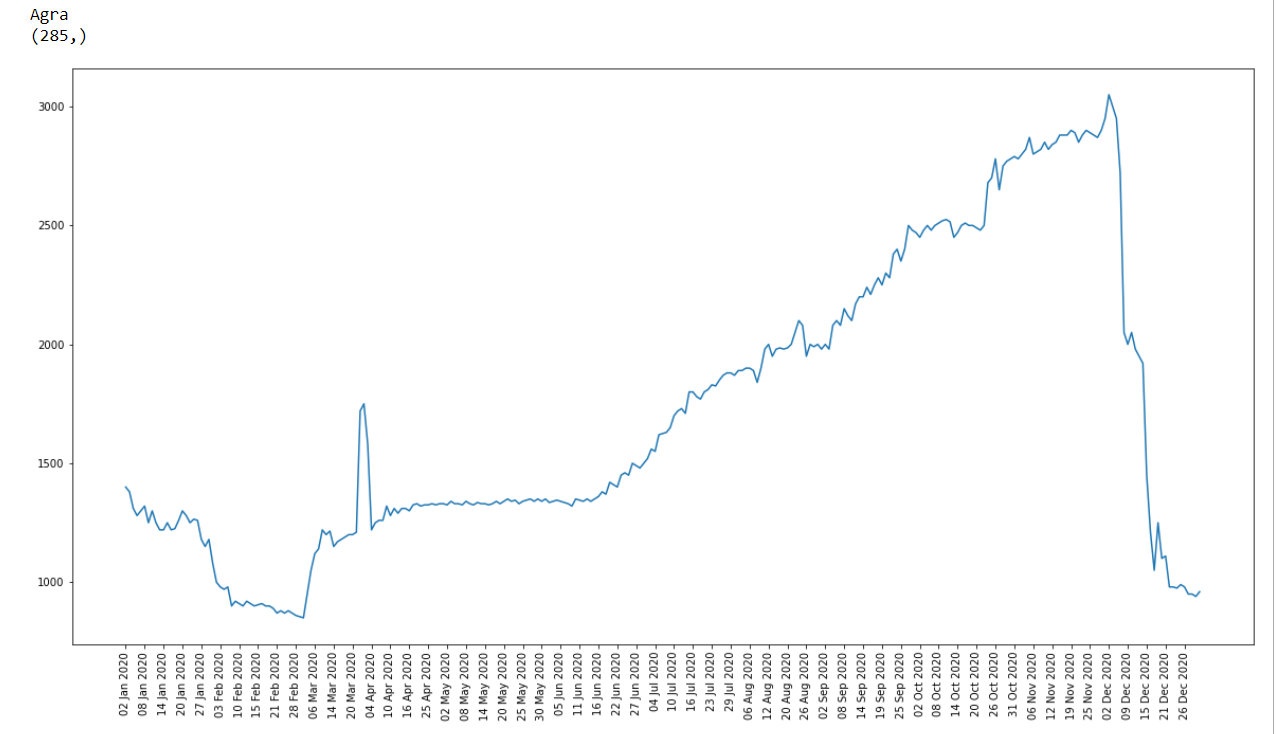 Agra
(285,)
3000
2500
2000
1500
1000
02 Jan 2020
08 Jan 2020
14 Jan 2020
20 Jan 2020
27 Jan 2020
03 Feb 2020
10 Feb 2020
15 Feb 2020
21 Feb 2020
28 Feb 2020
06 Mar 2020
14 Mar 2020
20 Mar 2020
04 Apr 2020
10 Apr 2020
16 Apr 2020
25 Apr 2020
02 May 2020
08 May 2020
14 May 2020
20 May 2020
25 May 2020
30 May 2020
05 Jun 2020
11 Jun 2020
16 Jun 2020
22 Jun 2020
27 Jun 2020
04 Jul 2020
10 Jul 2020
16 Jul 2020
23 Jul 2020
29 Jul 2020
06 Aug 2020
12 Aug 2020
20 Aug 2020
26 Aug 2020
02 Sep 2020
08 Sep 2020
14 Sep 2020
19 Sep 2020
25 Sep 2020
02 Oct 2020
08 Oct 2020
14 Oct 2020
20 Oct 2020
26 Oct 2020
31 Oct 2020
06 Nov 2020
12 Nov 2020
19 Nov 2020
25 Nov 2020
02 Dec 2020
09 Dec 2020
15 Dec 2020
21 Dec 2020
26 Dec 2020